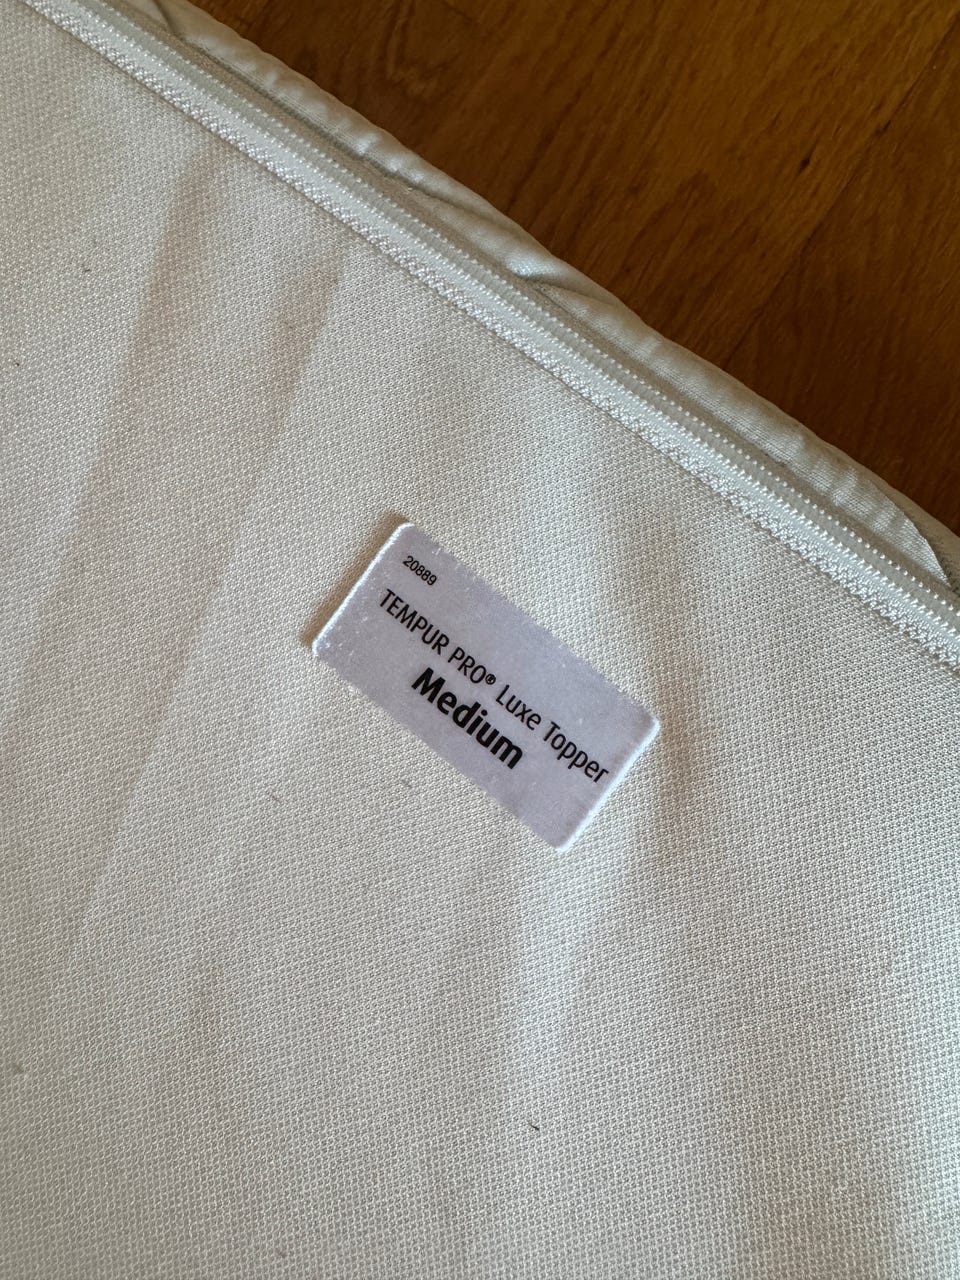 20889
TEMPUR PRO® Luxe Topper
Medium